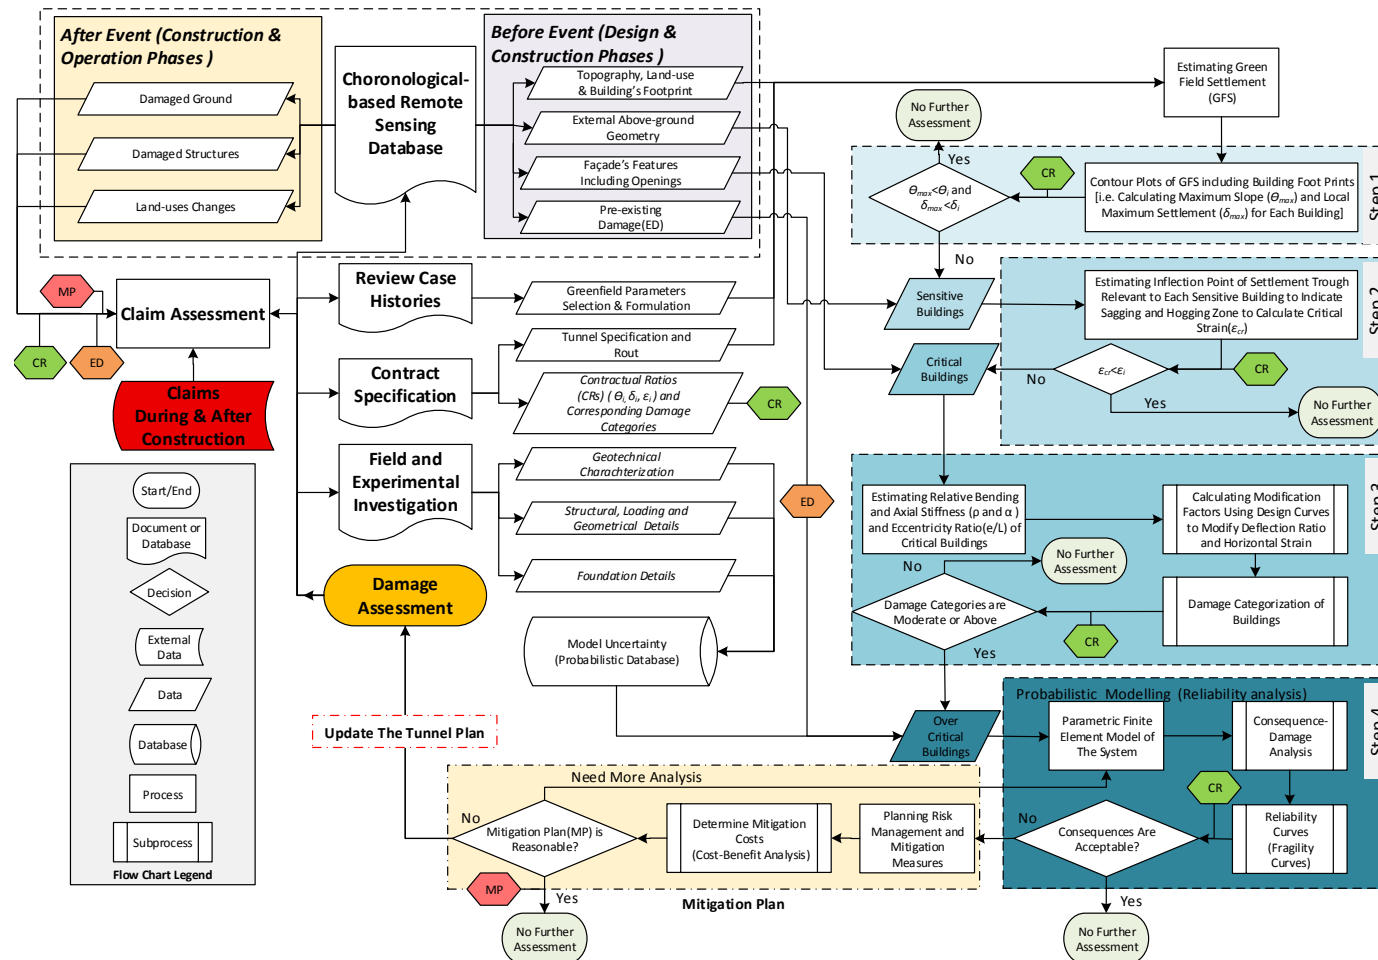 After Event (Construction &
Operation Phases )
Damaged Ground
Damaged Structures
Land-uses Changes
Choronological-
based Remote
Sensing
Database
Before Event (Design &
Construction Phases )
Topography, Land-use
& Building's Footprint
External Above-ground
Geometry
Façade's Features
Including Openings
Pre-existing
Damage(ED)
Estimating Green
Field Settlement
(GFS)
No Further
Assessment
Yes
CR
Θmax<Θi and
δmax<δi
Contour Plots of GFS including Building Foot Prints
[i.e. Calculating Maximum Slope (Θmax) and Local
Maximum Settlement (δmax) for Each Building]
Step 1
No
MP
Claim Assessment
CR
ED
Claims
During & After
Construction
Review Case
Histories
Greenfield Parameters
Selection & Formulation
Contract
Specification
Tunnel Specification and
Rout
Contractual Ratios
(CRs) ( Θi, δi, εi ) and
Corresponding Damage
Categories
CR
Field and
Experimental
Investigation
Geotechnical
Charachterization
Structural, Loading and
Geometrical Details
Foundation Details
ED
Damage
Assessment
Model Uncertainty
(Probabilistic Database)
Sensitive
Buildings
Estimating Inflection Point of Settlement Trough
Relevant to Each Sensitive Building to Indicate
Sagging and Hogging Zone to Calculate Critical
Strain(εcr)
Step 2
Critical
Buildings
No
εcr<εi
CR
Yes
No Further
Assessment
Estimating Relative Bending
and Axial Stiffness (ρ and α )
and Eccentricity Ratio(e/L) of
Critical Buildings
Calculating Modification
Factors Using Design Curves
to Modify Deflection Ratio
and Horizontal Strain
Step 3
No
No Further
Assessment
Damage Categories are
Moderate or Above
CR
Damage Categorization of
Buildings
Yes
Over
Critical
Buildings
Probabilistic Modelling (Reliability analysis)
Parametric Finite
Element Model of
The System
Consequence-
Damage
Analysis
Step 4
CR
Reliability
Curves
(Fragility
Curves)
Consequences Are
Acceptable?
No
Yes
No Further
Assessment
Update The Tunnel Plan
Need More Analysis
No
Mitigation Plan(MP) is
Reasonable?
Determine Mitigation
Costs
(Cost-Benefit Analysis)
Planning Risk
Management and
Mitigation
Measures
MP
Yes
Mitigation Plan
No Further
Assessment
Start/End
Document or
Database
Decision
External
Data
Data
Database
Process
Subprocess
Flow Chart Legend